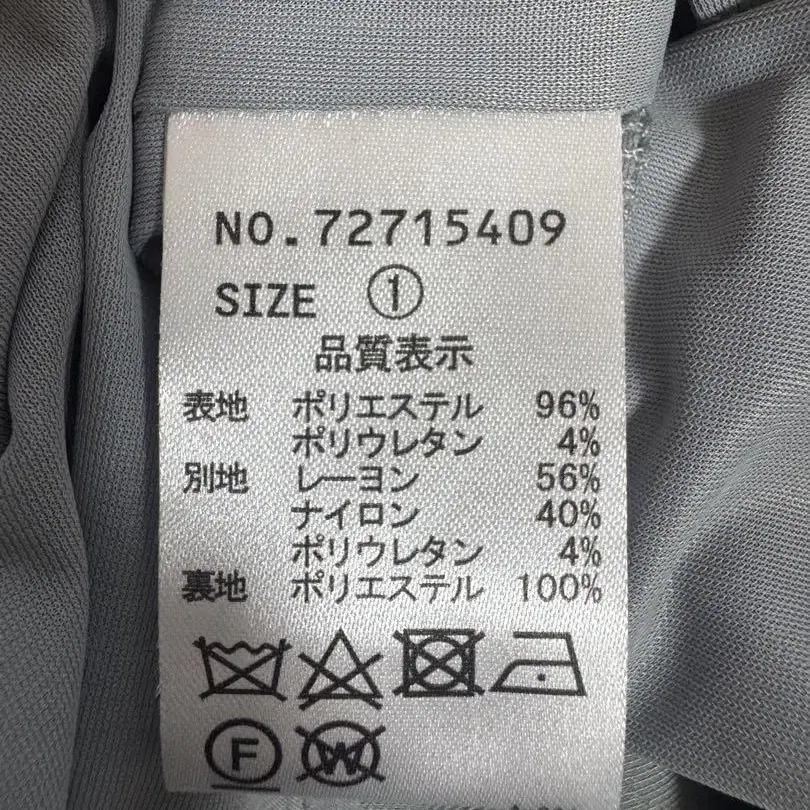 NO.72715409
SIZE ①
品質表示
表地 ポリエステル 96%
ポリウレタン 4%
別地 レーヨン 56%
ナイロン 40%
ポリウレタン 4%
裏地 ポリエステル 100%
F W